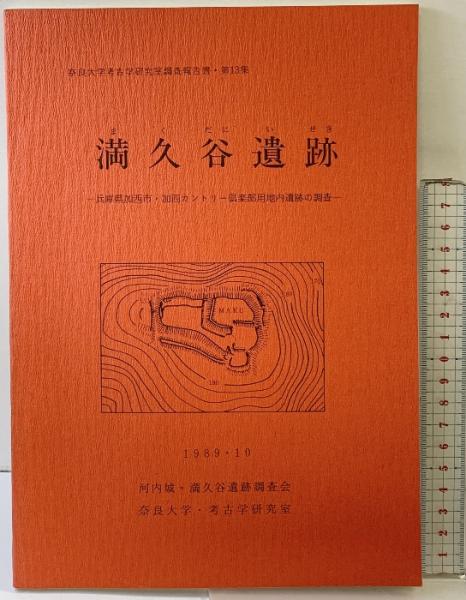 奈良大学考古学研究室調査報告書・第13集
ま だに い せき
満久谷遺跡
―兵庫県加西市・加西カントリー倶楽部用地内遺跡の調査―
MAKU
190
1989・10
河内城・満久谷遺跡調査会
奈良大学・考古学研究室